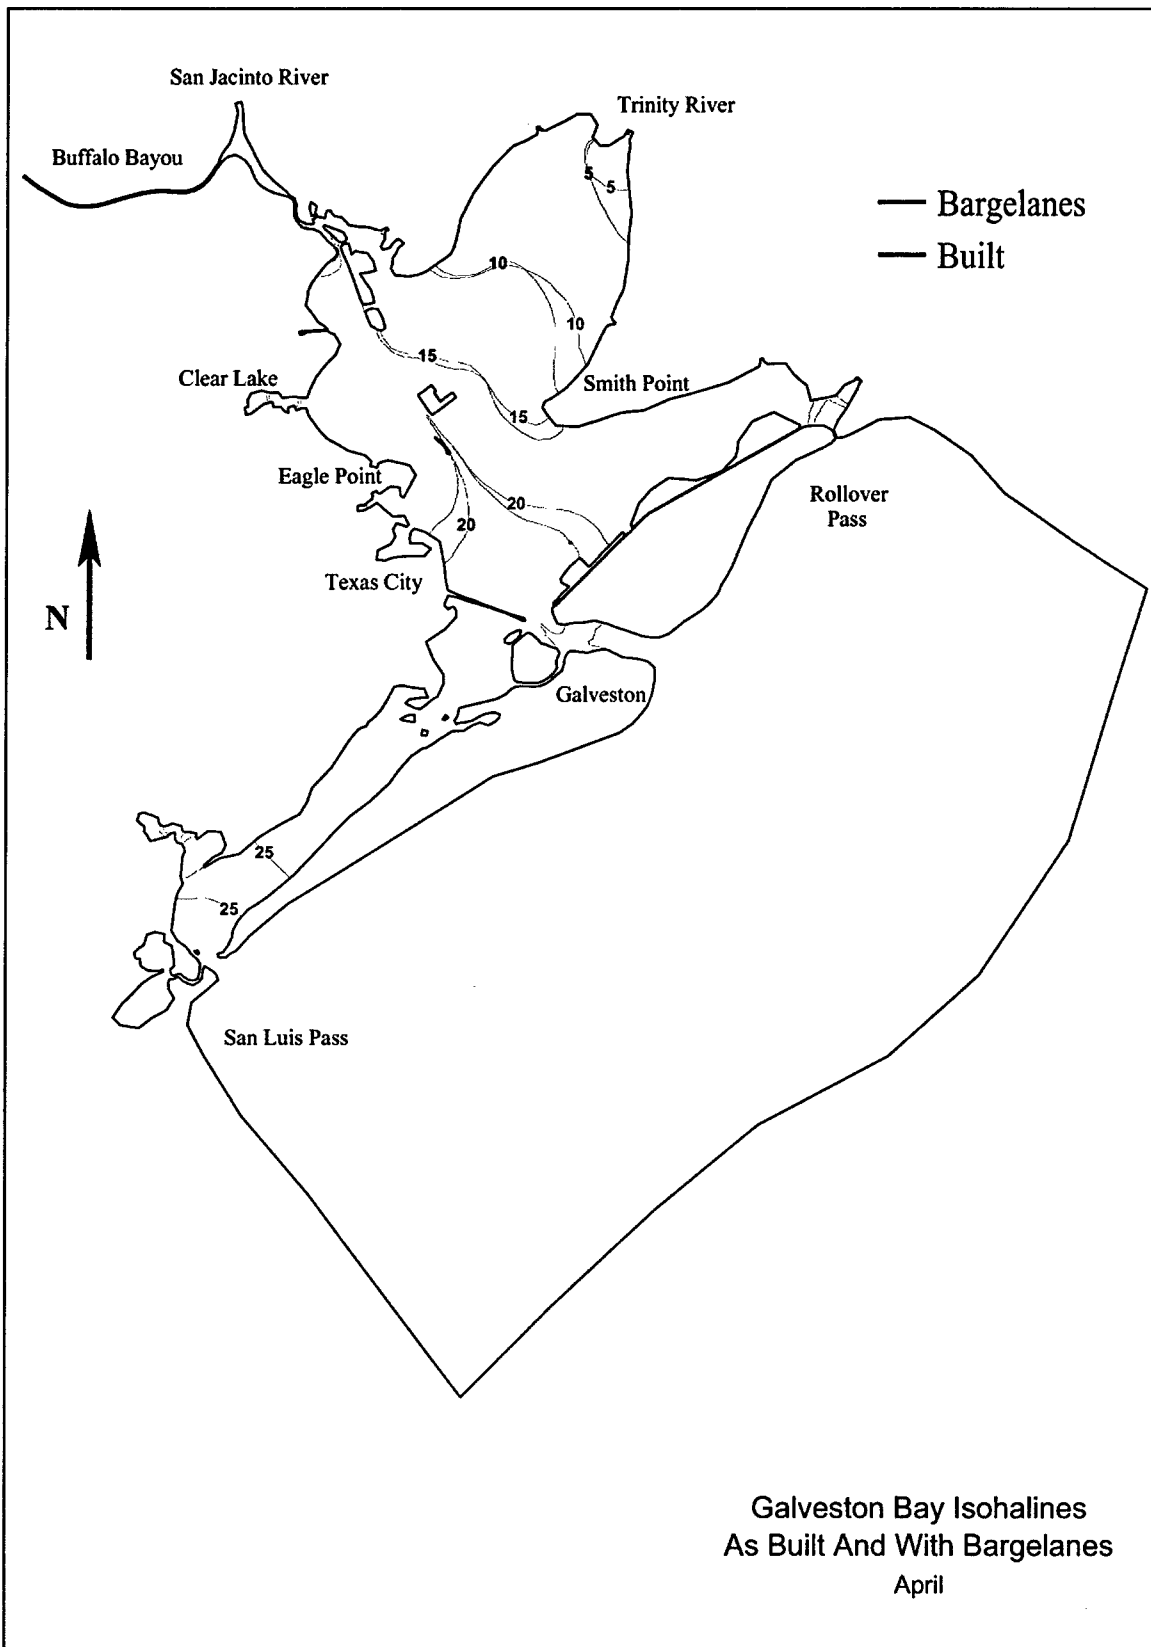 San Jacinto River
Trinity River
Buffalo Bayou
5
5
Bargelanes
Built
10
10
15
Clear Lake
Smith Point
15
Eagle Point
Rollover
Pass
20
20
Texas City
N
Galveston
25
25
San Luis Pass
Galveston Bay Isohalines
As Built And With Bargelanes
April